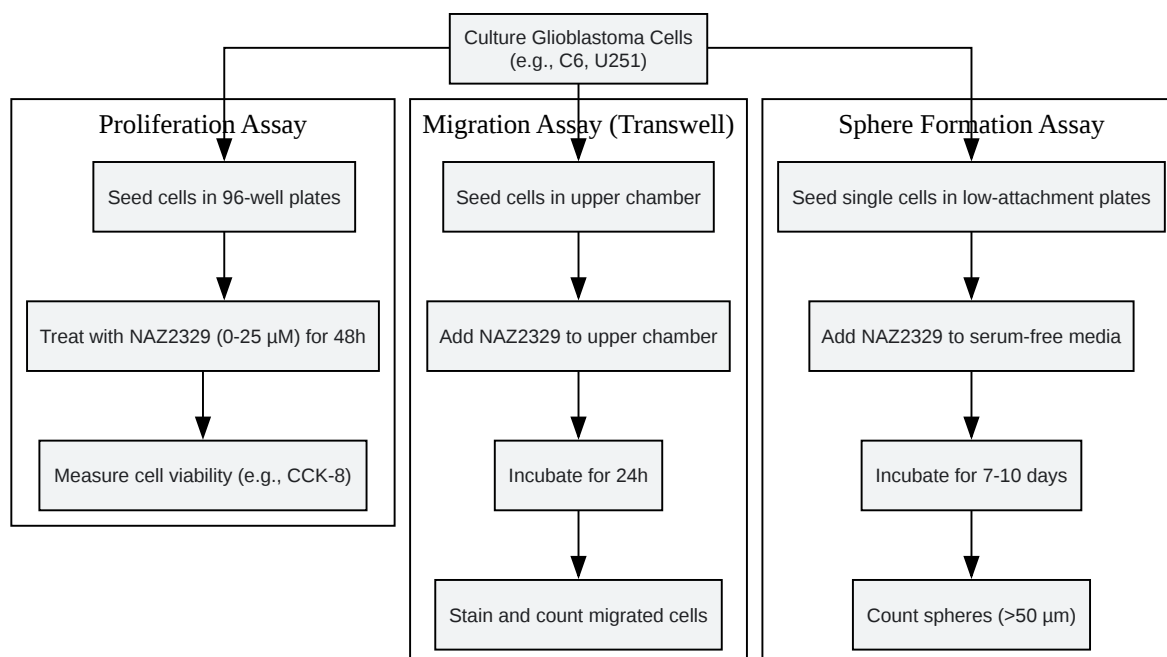 Culture Glioblastoma Cells
(e.g., C6, U251)
Proliferation Assay
Seed cells in 96-well plates
Treat with NAZ2329 (0-25 µM) for 48h
Measure cell viability (e.g., CCK-8)
Migration Assay (Transwell)
Seed cells in upper chamber
Add NAZ2329 to upper chamber
Incubate for 24h
Stain and count migrated cells
Sphere Formation Assay
Seed single cells in low-attachment plates
Add NAZ2329 to serum-free media
Incubate for 7-10 days
Count spheres (>50 µm)